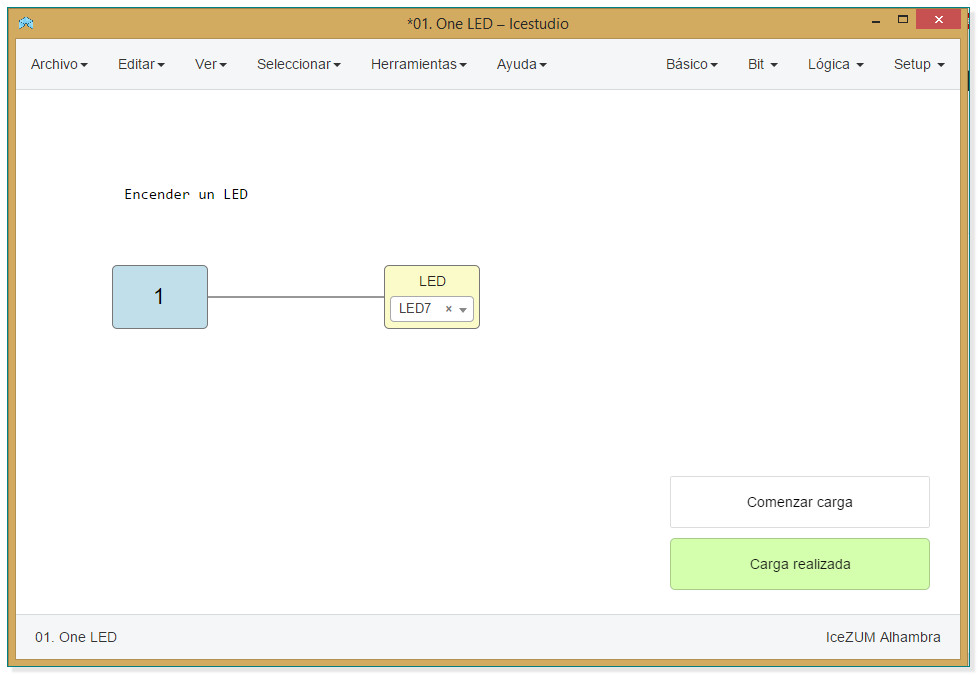 *01. One LED – Icestudio
Archivo Editar Ver Seleccionar Herramientas Ayuda Básico Bit Lógica Setup
Encender un LED
1
LED
LED7
Comenzar carga
Carga realizada
01. One LED IceZUM Alhambra